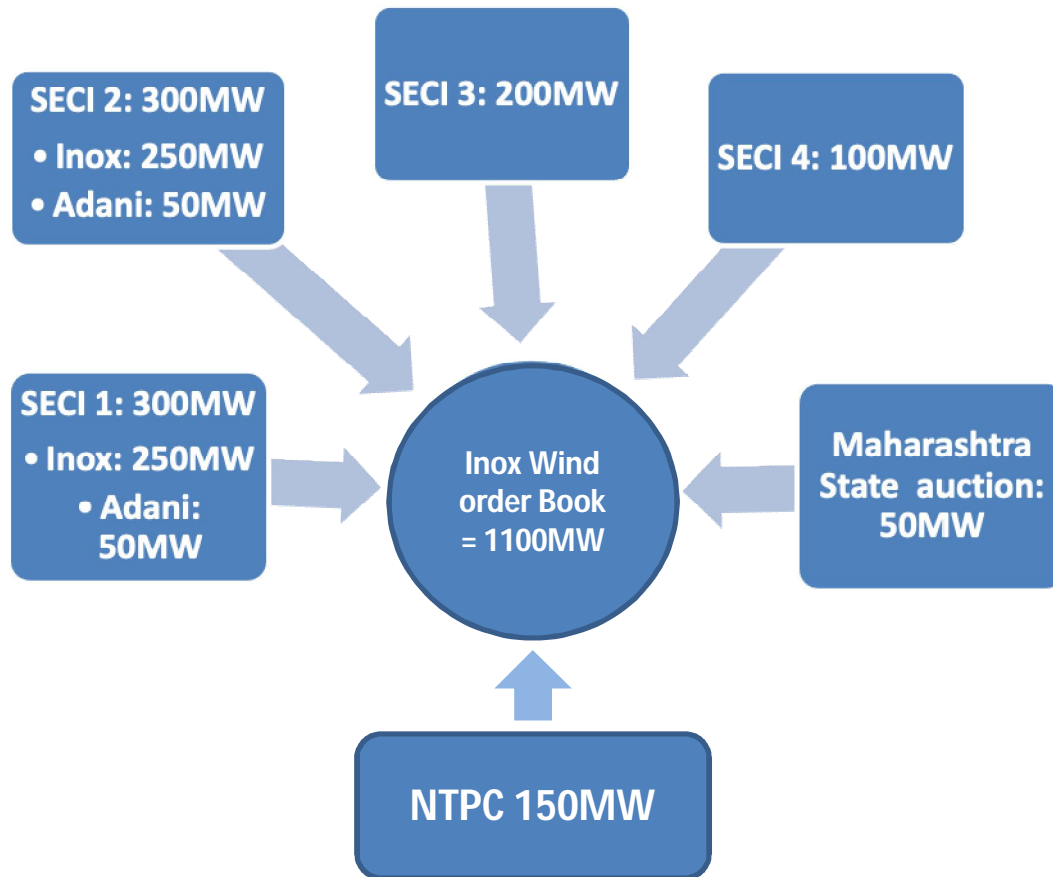 SECI 2: 300MW
• Inox: 250MW
• Adani: 50MW
SECI 3: 200MW
SECI 4: 100MW
SECI 1: 300MW
• Inox: 250MW
• Adani:
50MW
Inox Wind
order Book
= 1100MW
Maharashtra
State auction:
50MW
NTPC 150MW